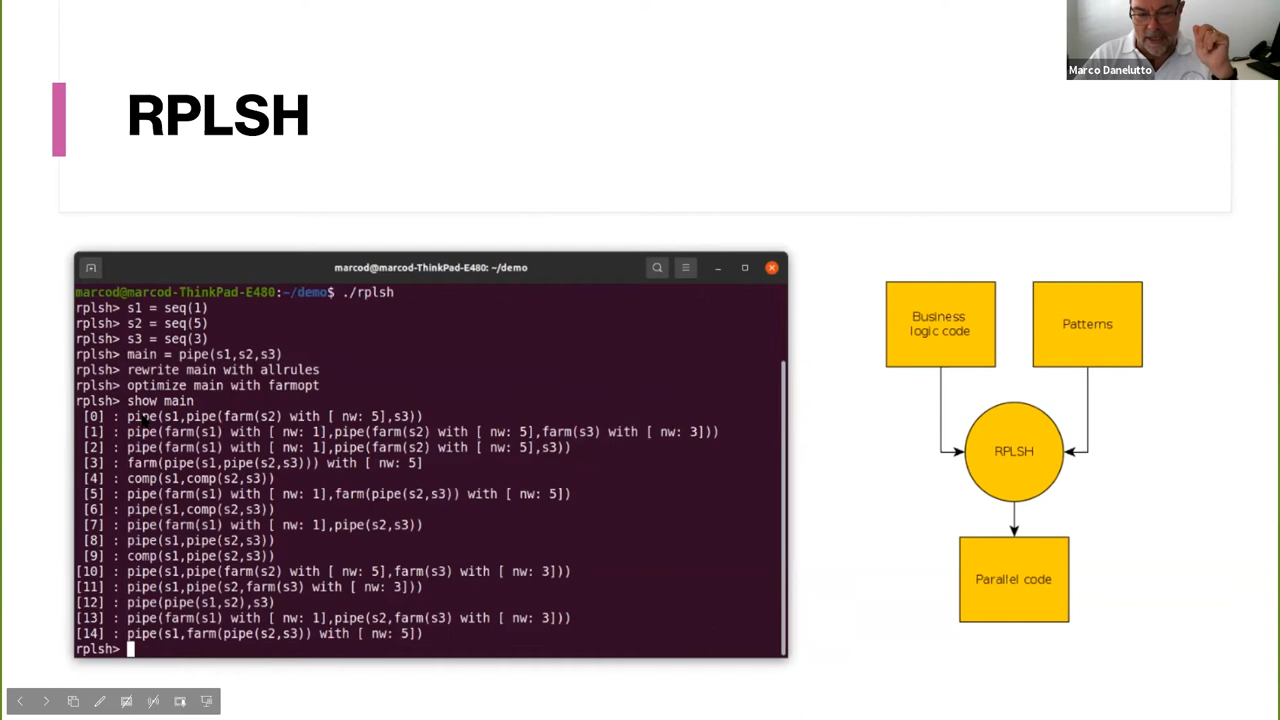 Marco Danelutto
RPLSH
marcod@marcod-ThinkPad-E480: ~/demo
marcod@marcod-ThinkPad-E480:~/demo$ ./rplsh
rplsh> s1 = seq(1)
rplsh> s2 = seq(5)
rplsh> s3 = seq(3)
rplsh> main = pipe(s1,s2,s3)
rplsh> rewrite main with allrules
rplsh> optimize main with farmopt
rplsh> show main
[0] : pipe(s1,pipe(farm(s2) with [ nw: 5],s3))
[1] : pipe(farm(s1) with [ nw: 1],pipe(farm(s2) with [ nw: 5],farm(s3) with [ nw: 3]))
[2] : pipe(farm(s1) with [ nw: 1],pipe(farm(s2) with [ nw: 5],s3))
[3] : farm(pipe(s1,pipe(s2,s3))) with [ nw: 5]
[4] : comp(s1,comp(s2,s3))
[5] : pipe(farm(s1) with [ nw: 1],farm(pipe(s2,s3)) with [ nw: 5])
[6] : pipe(s1,comp(s2,s3))
[7] : pipe(farm(s1) with [ nw: 1],pipe(s2,s3))
[8] : pipe(s1,pipe(s2,s3))
[9] : comp(s1,pipe(s2,s3))
[10] : pipe(s1,pipe(farm(s2) with [ nw: 5],farm(s3) with [ nw: 3]))
[11] : pipe(s1,pipe(s2,farm(s3) with [ nw: 3]))
[12] : pipe(pipe(s1,s2),s3)
[13] : pipe(farm(s1) with [ nw: 1],pipe(s2,farm(s3) with [ nw: 3]))
[14] : pipe(s1,farm(pipe(s2,s3)) with [ nw: 5])
rplsh>
Business
logic code
Patterns
RPLSH
Parallel code